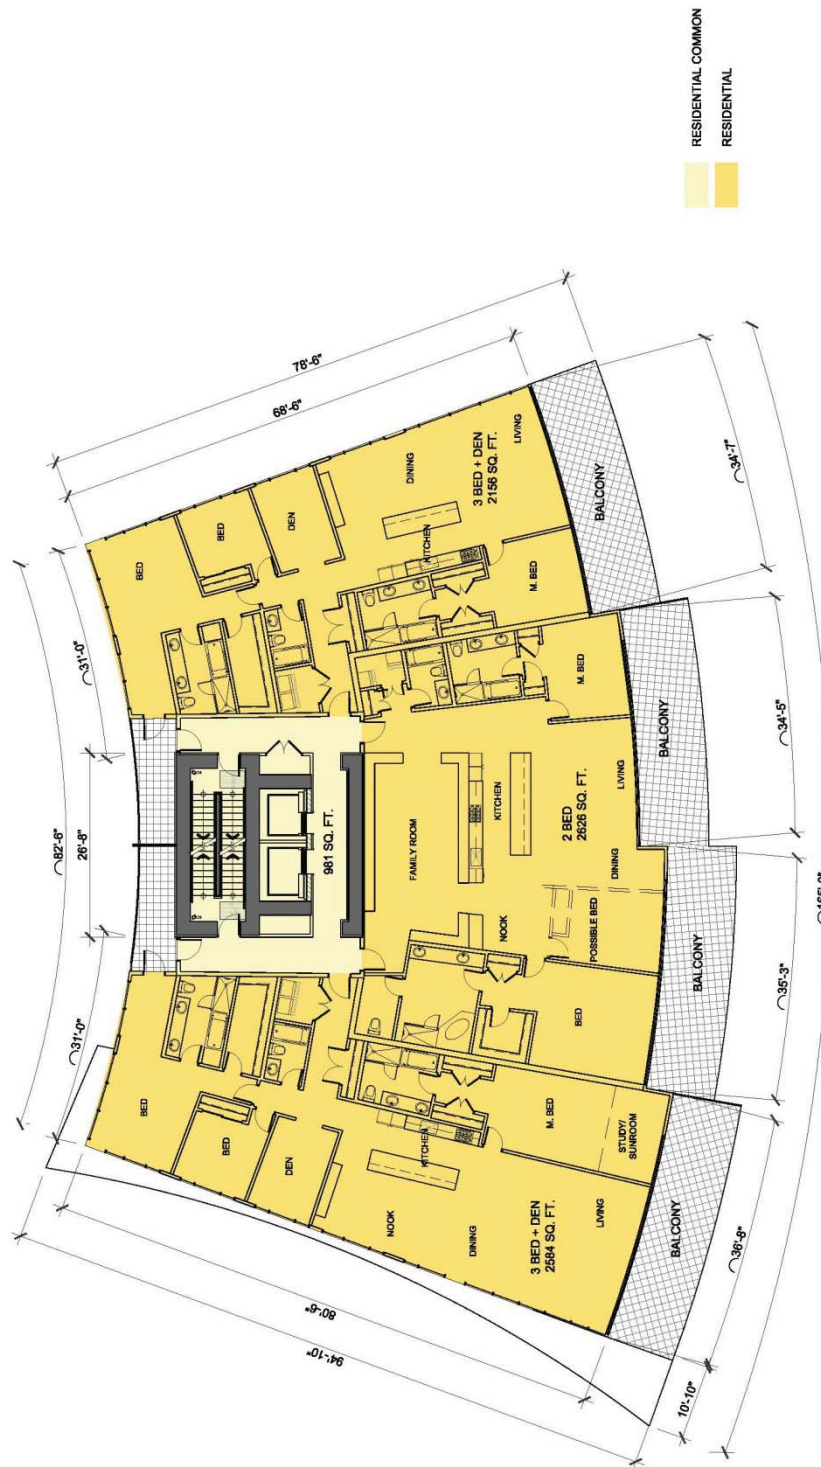 RESIDENTIAL COMMON
RESIDENTIAL
78'-6"
68'-6"
82'-6"
31'-0"
26'-8"
31'-0"
BED
BED
DEN
DINING
3 BED + DEN
2156 SQ. FT.
LIVING
KITCHEN
M. BED
BALCONY
34'-7"
981 SQ. FT.
FAMILY ROOM
KITCHEN
M. BED
2 BED
2626 SQ. FT.
LIVING
DINING
NOOK
POSSIBLE BED
BED
BALCONY
34'-5"
BALCONY
35'-3"
BED
BED
DEN
KITCHEN
NOOK
DINING
3 BED + DEN
2584 SQ. FT.
LIVING
M. BED
STUDY/
SUNROOM
BALCONY
36'-8"
80'-6"
94'-10"
10'-10"